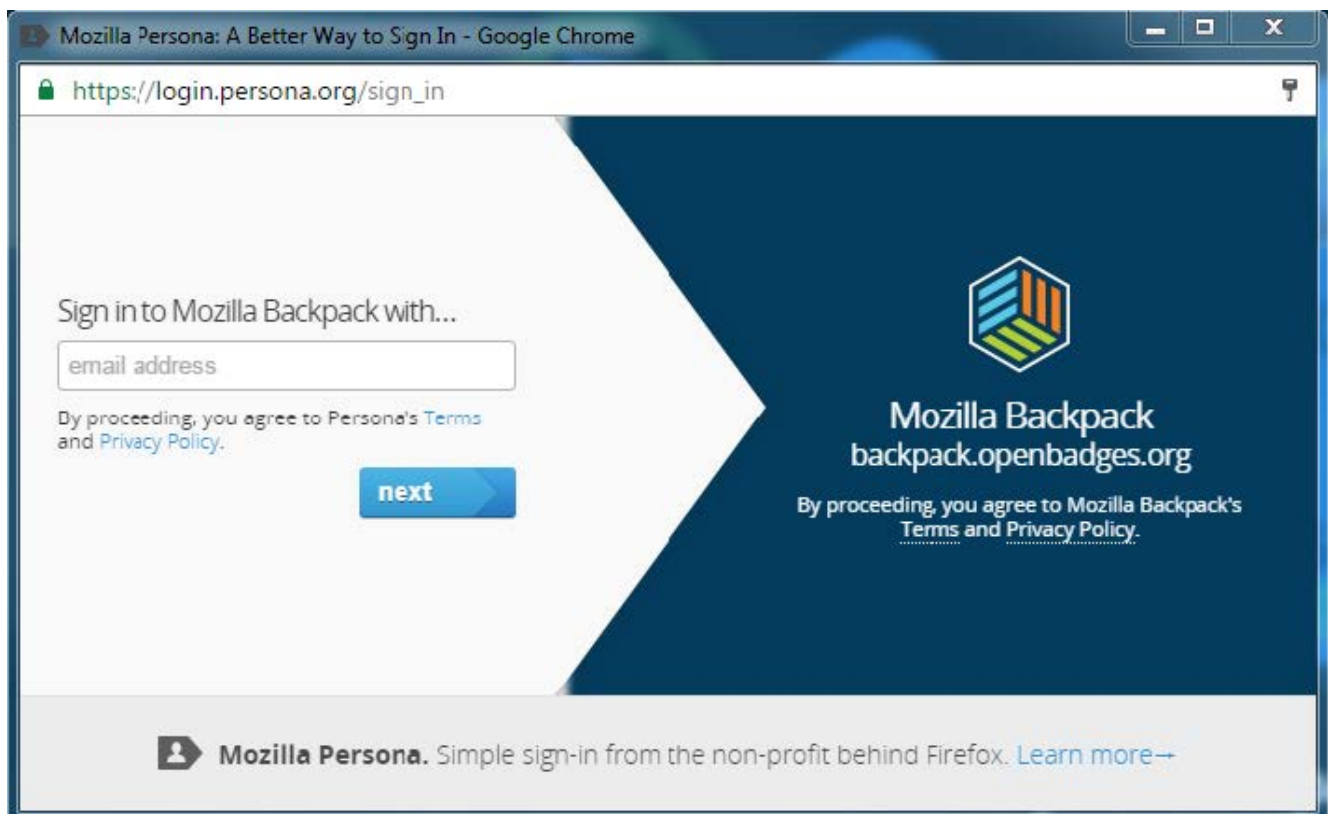 Mozilla Persona: A Better Way to Sign In - Google Chrome
https://login.persona.org/sign_in
Sign in to Mozilla Backpack with...
email address
By proceeding, you agree to Persona's Terms
and Privacy Policy.
next
Mozilla Backpack
backpack.openbadges.org
By proceeding, you agree to Mozilla Backpack's
Terms and Privacy Policy.
Mozilla Persona. Simple sign-in from the non-profit behind Firefox. Learn more→